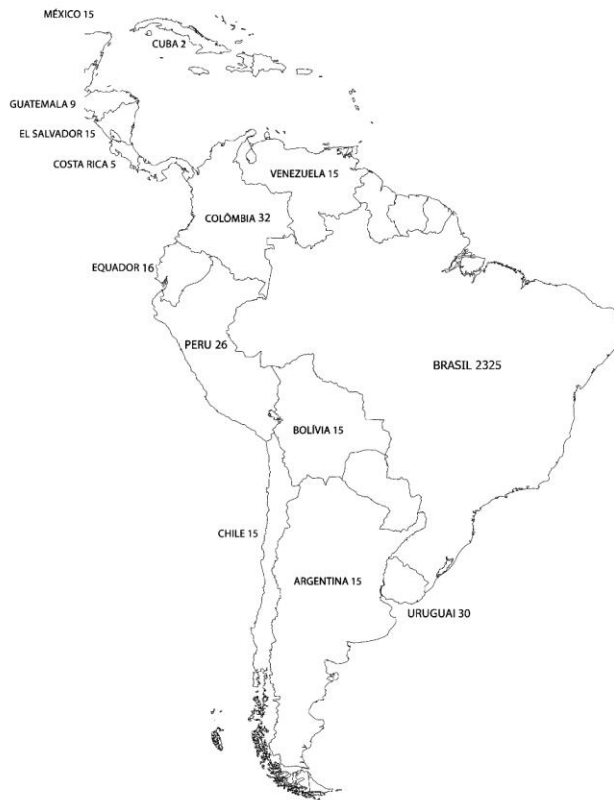 MÉXICO 15
CUBA 2
GUATEMALA 9
EL SALVADOR 15
COSTA RICA 5
VENEZUELA 15
COLÔMBIA 32
EQUADOR 16
PERU 26
BRASIL 2325
BOLÍVIA 15
CHILE 15
ARGENTINA 15
URUGUAI 30